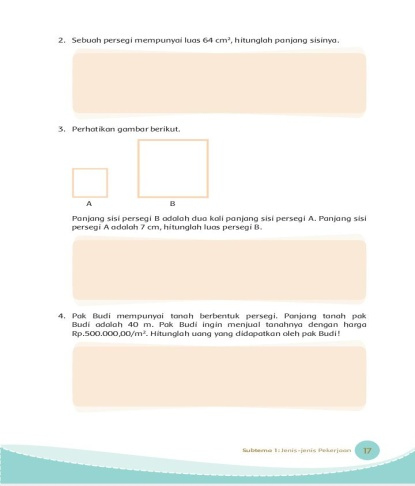 2. Sebuah persegi mempunyai luas 64 cm², hitunglah panjang sisinya.
3. Perhatikan gambar berikut.
A B
Panjang sisi persegi B adalah dua kali panjang sisi persegi A. Panjang sisi
persegi A adalah 7 cm, hitunglah luas persegi B.
4. Pak Budi mempunyai tanah berbentuk persegi. Panjang tanah pak
Budi adalah 40 m. Pak Budi ingin menjual tanahnya dengan harga
Rp.500.000,00/m². Hitunglah uang yang didapatkan oleh pak Budi!
Subtema 1: Jenis-jenis Pekerjaan 17